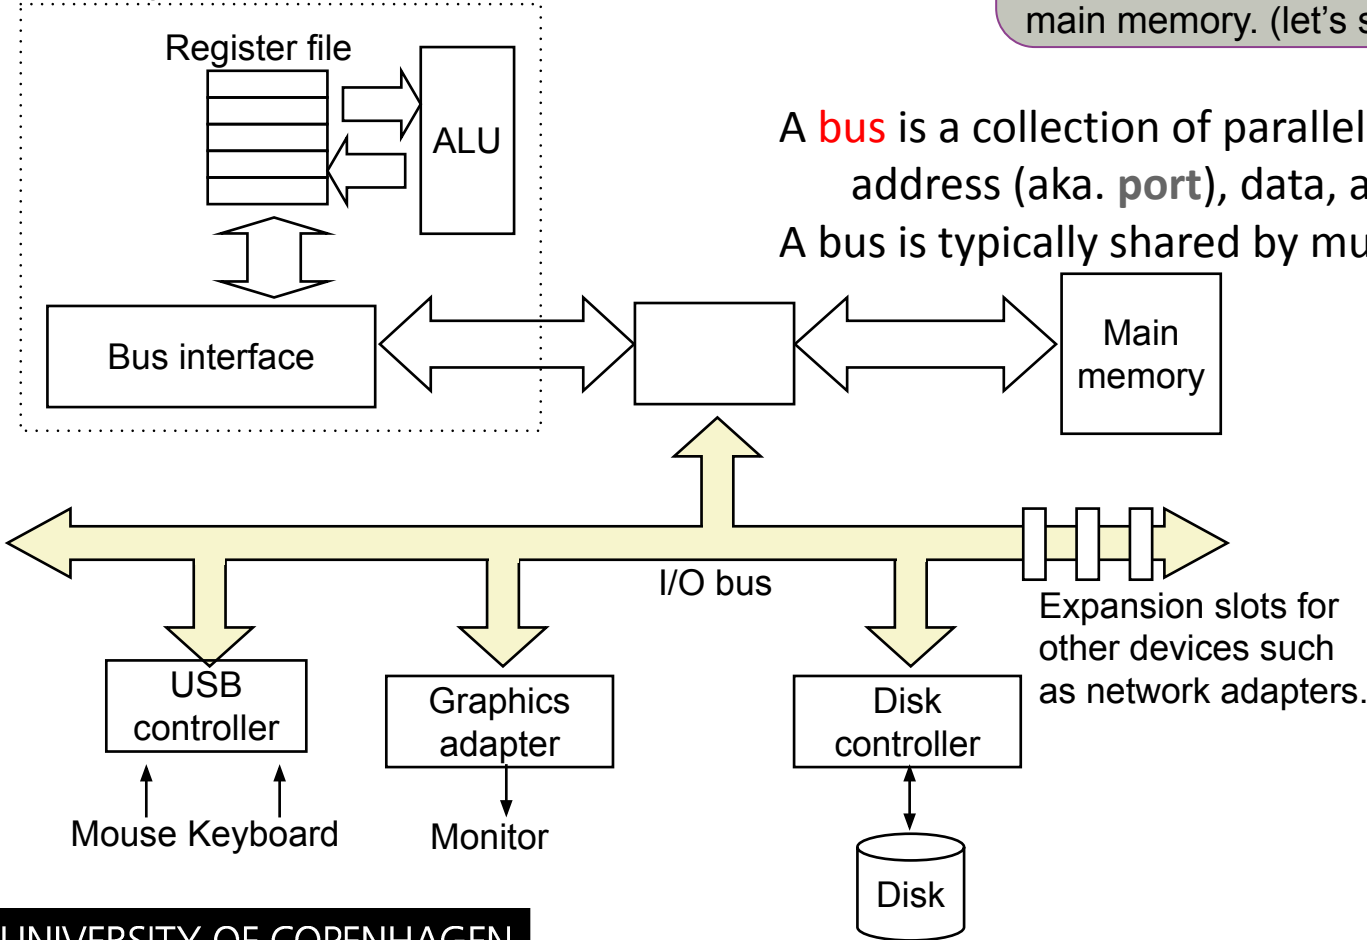 main memory. (let's s
Register file
ALU
A bus is a collection of parallel
address (aka. port), data, a
A bus is typically shared by mu
Bus interface
Main
memory
I/O bus
Expansion slots for
other devices such
as network adapters.
USB
controller
Graphics
adapter
Disk
controller
Mouse Keyboard
Monitor
Disk
UNIVERSITY OF COPENHAGEN